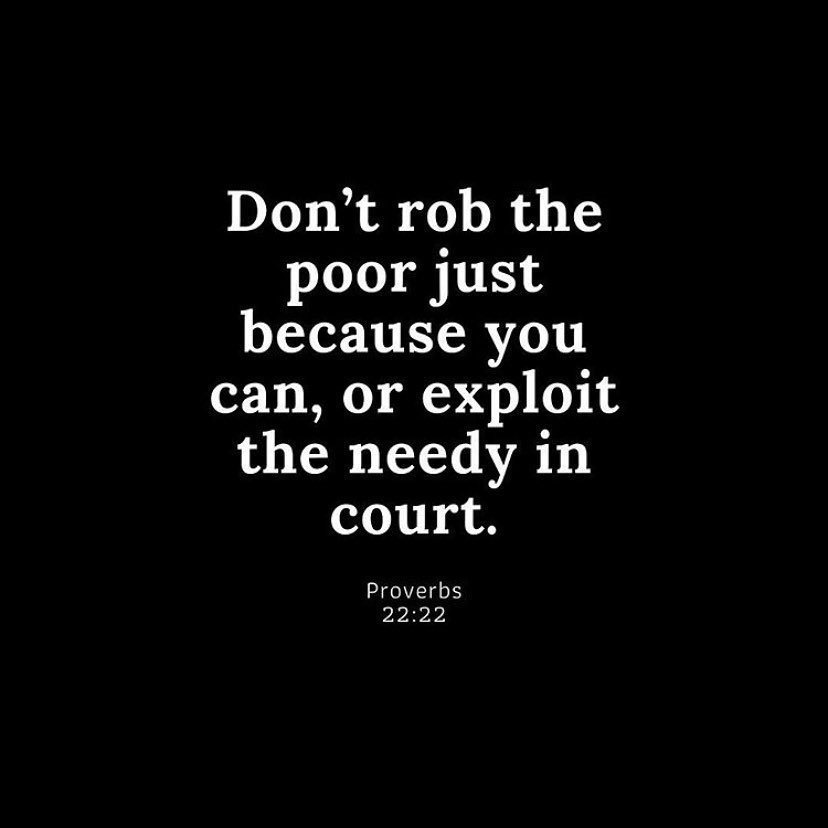 Don’t rob the
poor just
because you
can, or exploit
the needy in
court.
Proverbs
22:22